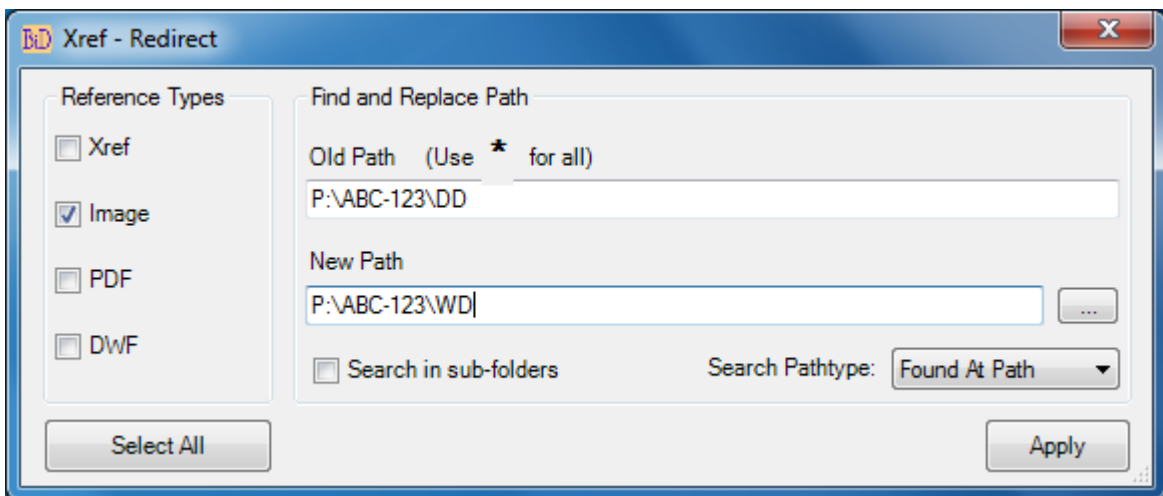 BiD Xref - Redirect
Reference Types
Xref
Image
PDF
DWF
Select All
Find and Replace Path
Old Path (Use * for all)
P:\ABC-123\DD
New Path
P:\ABC-123\WD
...
Search in sub-folders
Search Pathtype: Found At Path
Apply